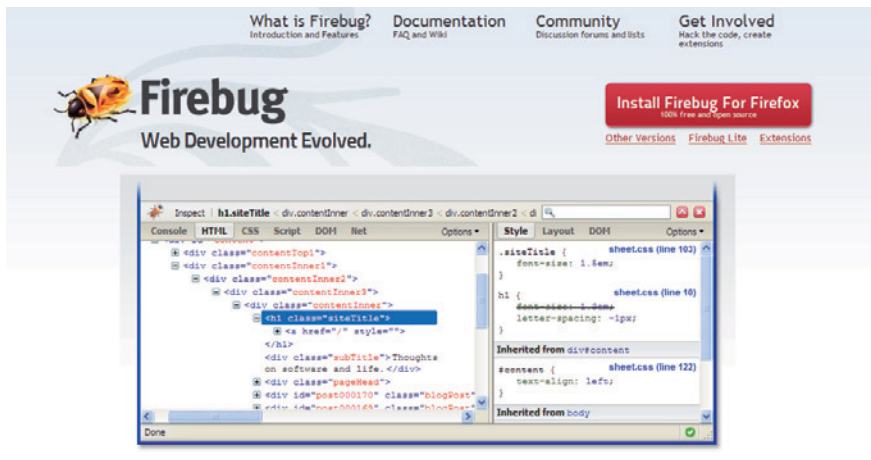 What is Firebug?
Introduction and Features
Documentation
FAQ and Wiki
Community
Discussion forums and lists
Get Involved
Hack the code, create
extensions
Firebug
Web Development Evolved.
Install Firebug For Firefox
100% free and open source
Other Versions Firebug Lite Extensions
Inspect h1.siteTitle < div.contentInner < div.contentInner3 < div.contentInner2 < di
Console HTML CSS Script DOM Net Options
<div class="contentTop1">
<div class="contentInner1">
<div class="contentInner2">
<div class="contentInner3">
<div class="contentInner">
<h1 class="siteTitle">
<a href="/" style="">
</h1>
<div class="subTitle">Thoughts
on software and life.</div>
<div class="pageHead">
<div id="post000170" class="blogPost"
<div id="post000169" class="blogPost"
Style Layout DOM Options
.siteTitle { sheet.css (line 103)
font-size: 1.5em;
}
h1 { sheet.css (line 10)
letter-spacing: -1px;
}
Inherited from div#content
#content { sheet.css (line 122)
text-align: left;
}
Inherited from body
Done